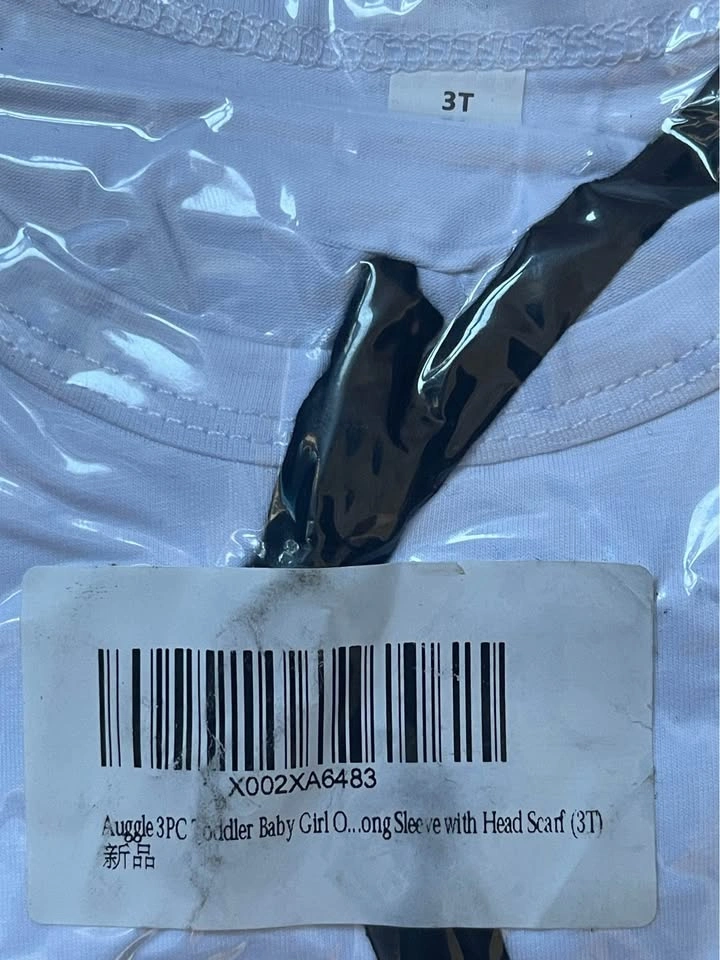 3T
X002XA6483
Auggle 3PC Toddler Baby Girl O...ong Sleeve with Head Scarf (3T)
新品